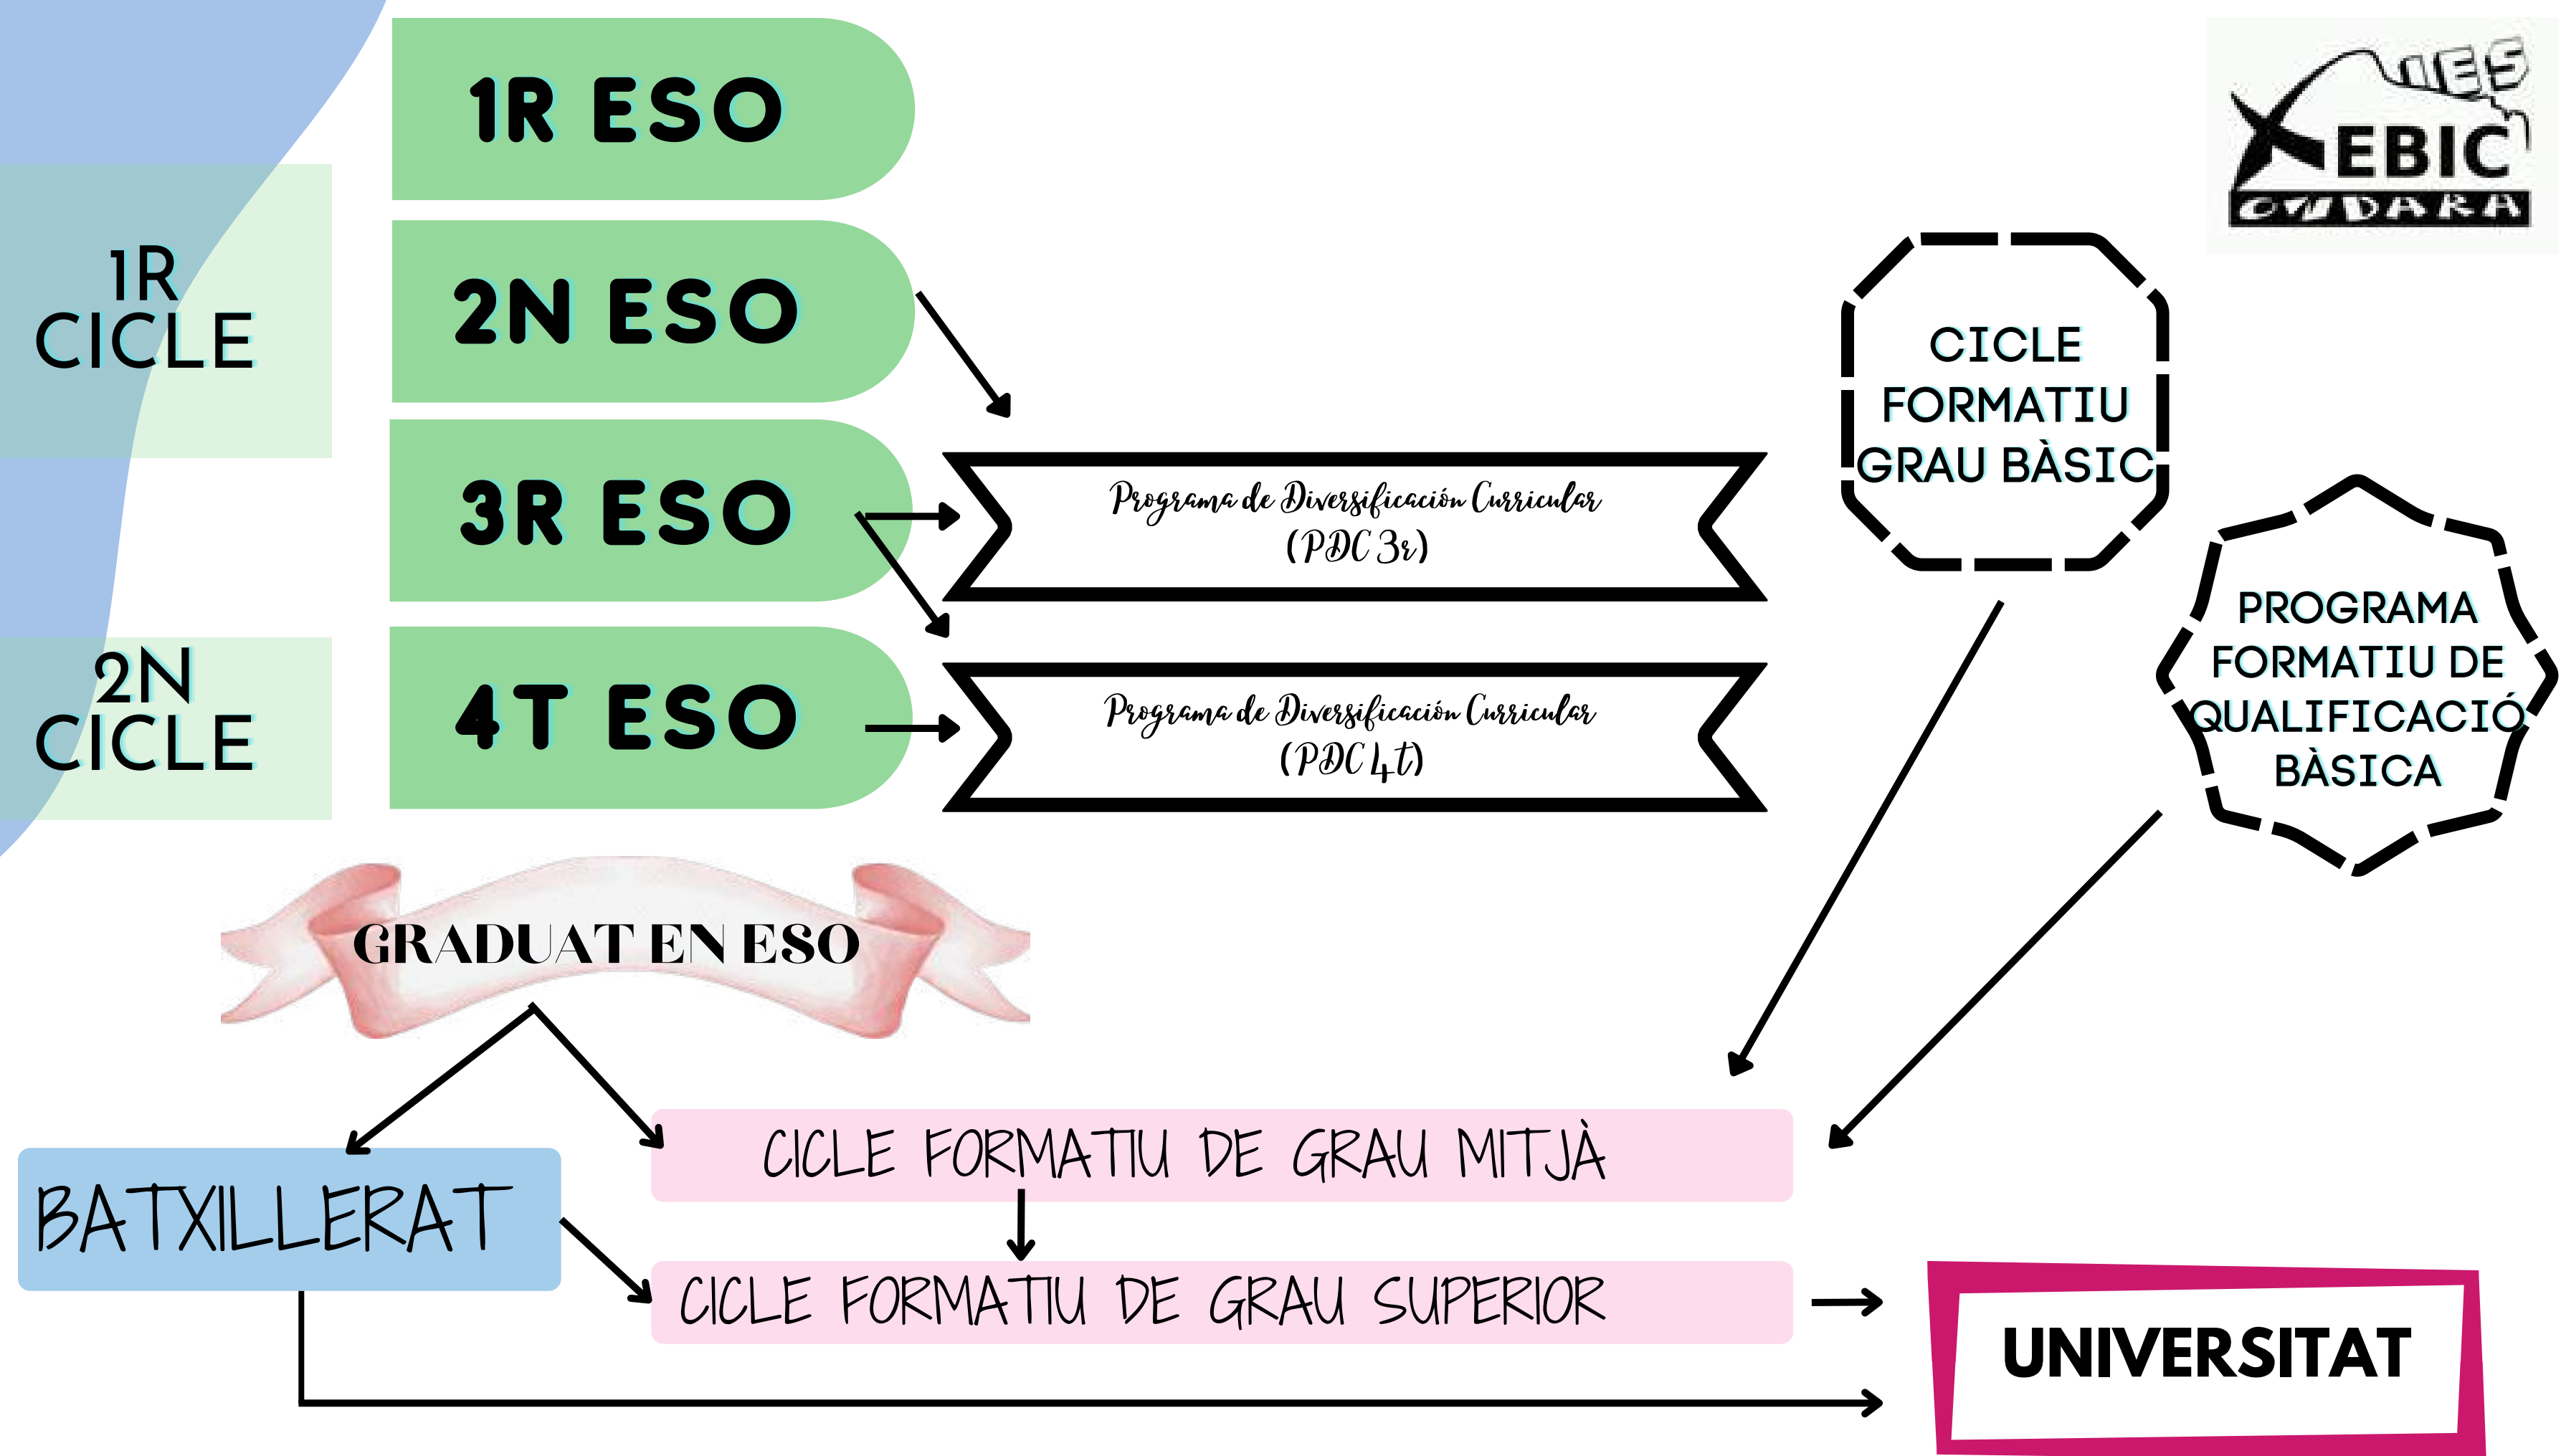 1R ESO
IES
XEBIC
ONDARA
2N ESO
1R
CICLE
CICLE
FORMATIU
GRAU BÀSIC
3R ESO
Programa de Diversificación Curricular
(PDC 3r)
PROGRAMA
FORMATIU DE
QUALIFICACIÓ
BÀSICA
2N
CICLE
4T ESO
Programa de Diversificación Curricular
(PDC 4t)
GRADUAT EN ESO
CICLE FORMATIU DE GRAU MITJÀ
BATXILLERAT
CICLE FORMATIU DE GRAU SUPERIOR
UNIVERSITAT